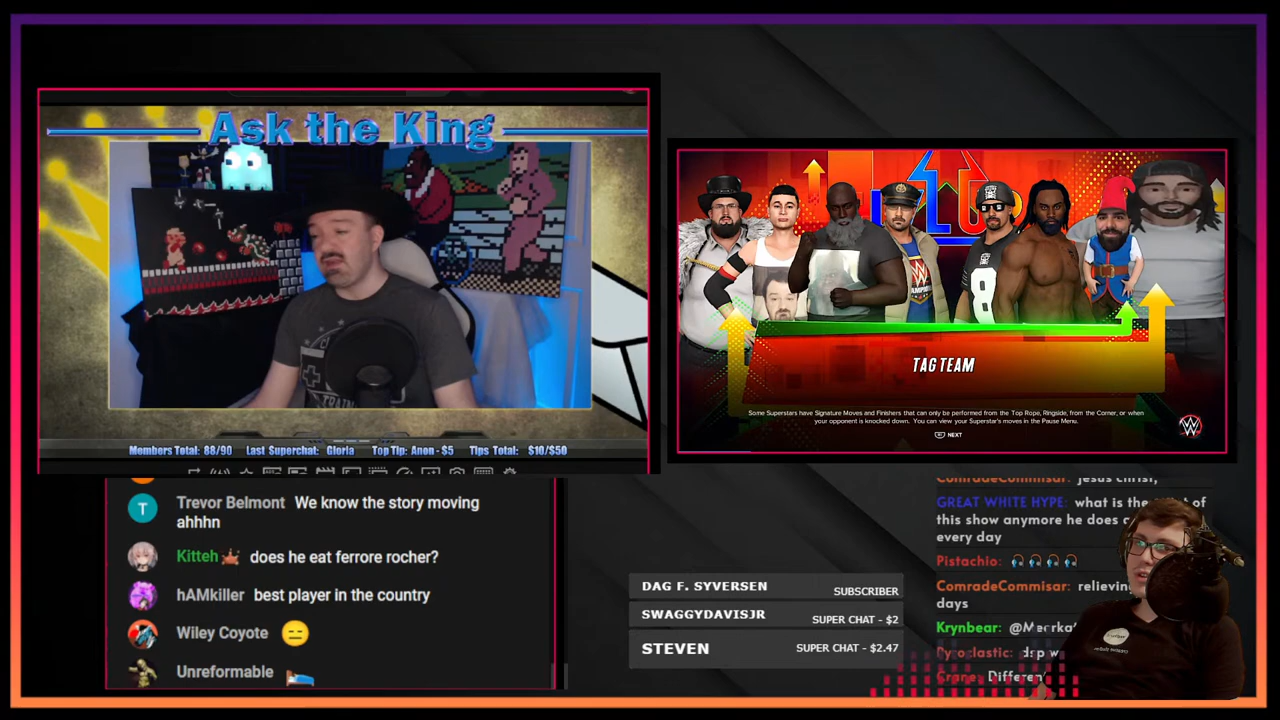 Ask the King
Members Total: 88/90 Last Superchat: Gloria Top Tip: Anon - $5 Tips Total: $10/$50
TAG TEAM
Some Superstars have Signature Moves and Finishers that can only be performed from the Top Rope, Ringside, from the Corner, or when
your opponent is knocked down. You can view your Superstar's moves in the Pause Menu.
NEXT
T
Trevor Belmont We know the story moving
ahhhn
Kitteh does he eat ferrore rocher?
hAMkiller best player in the country
Wiley Coyote
Unreformable
DAG F. SYVERSEN SUBSCRIBER
SWAGGYDAVISJR SUPER CHAT - $2
STEVEN SUPER CHAT - $2.47
ComradeCommisar: jesus christ,
GREAT WHITE HYPE: what is the of
this show anymore he does
every day
Pistachio:
ComradeCommisar:
days
Krynbear:
Pyroclastic: dsp